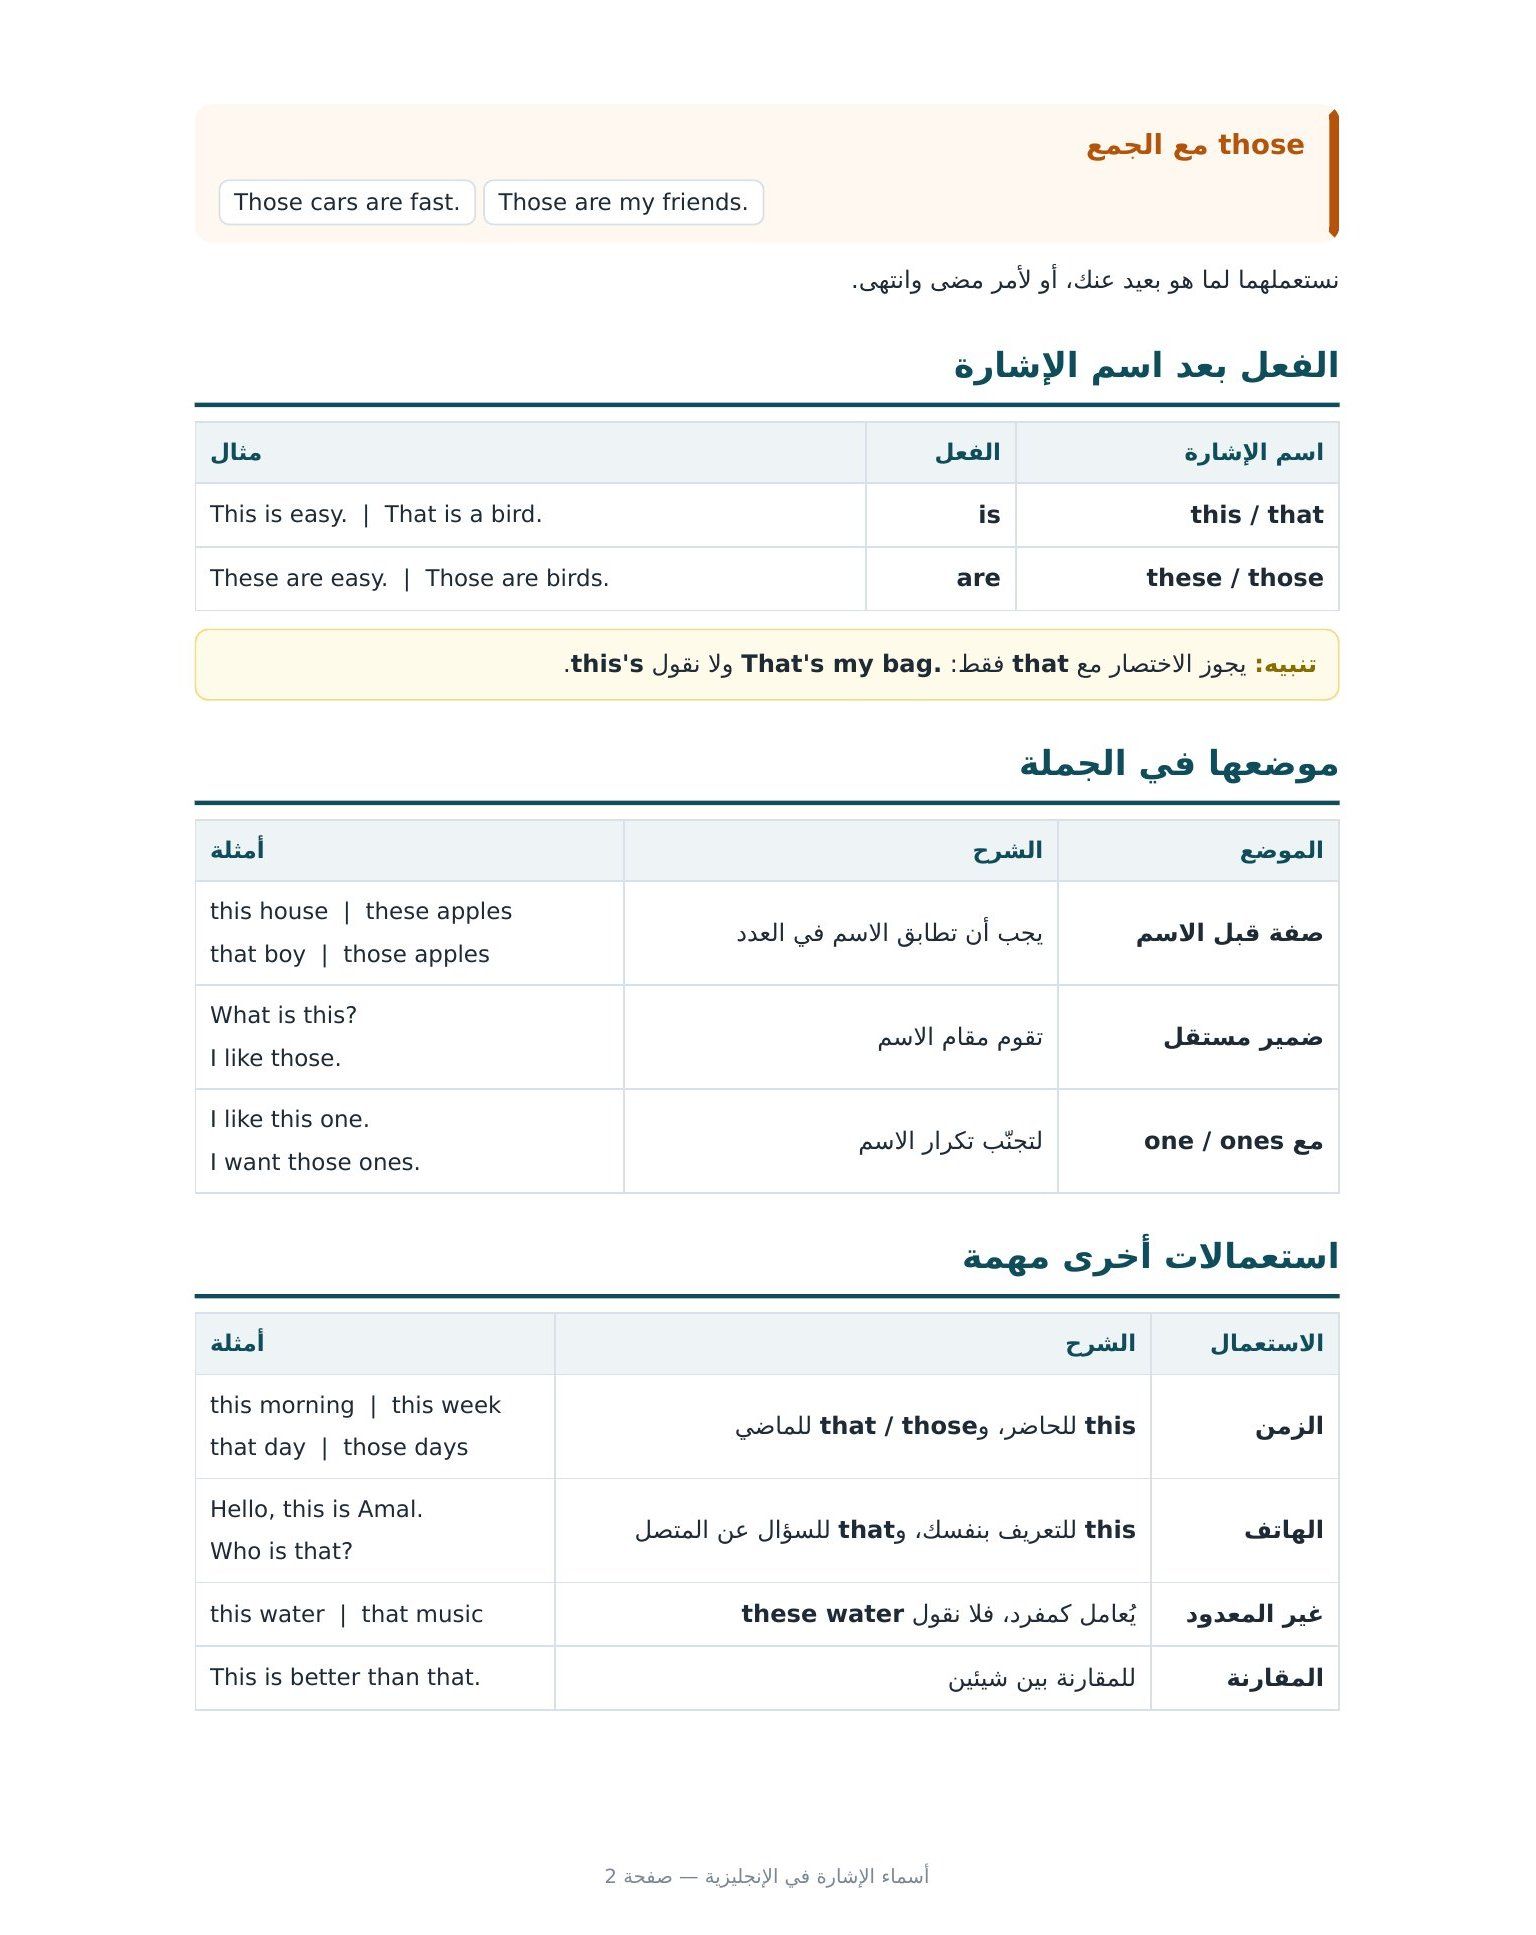 those مع الجمع
Those cars are fast. Those are my friends.
نستعملهما لما هو بعيد عنك، أو لأمر مضى وانتهى.
الفعل بعد اسم الإشارة
اسم الإشارة الفعل مثال
this / that is This is easy. | That is a bird.
these / those are These are easy. | Those are birds.
تنبيه: يجوز الاختصار مع that فقط: That's my bag. ولا نقول this's.
موضعها في الجملة
الموضع الشرح أمثلة
صفة قبل الاسم يجب أن تطابق الاسم في العدد this house | these apples
that boy | those apples
ضمير مستقل تقوم مقام الاسم What is this?
I like those.
مع one / ones لتجنّب تكرار الاسم I like this one.
I want those ones.
استعمالات أخرى مهمة
الاستعمال الشرح أمثلة
الزمن this للحاضر، وthat / those للماضي this morning | this week
that day | those days
الهاتف this للتعريف بنفسك، وthat للسؤال عن المتصل Hello, this is Amal.
Who is that?
غير المعدود يُعامل كمفرد، فلا نقول these water this water | that music
المقارنة للمقارنة بين شيئين This is better than that.
أسماء الإشارة في الإنجليزية — صفحة 2